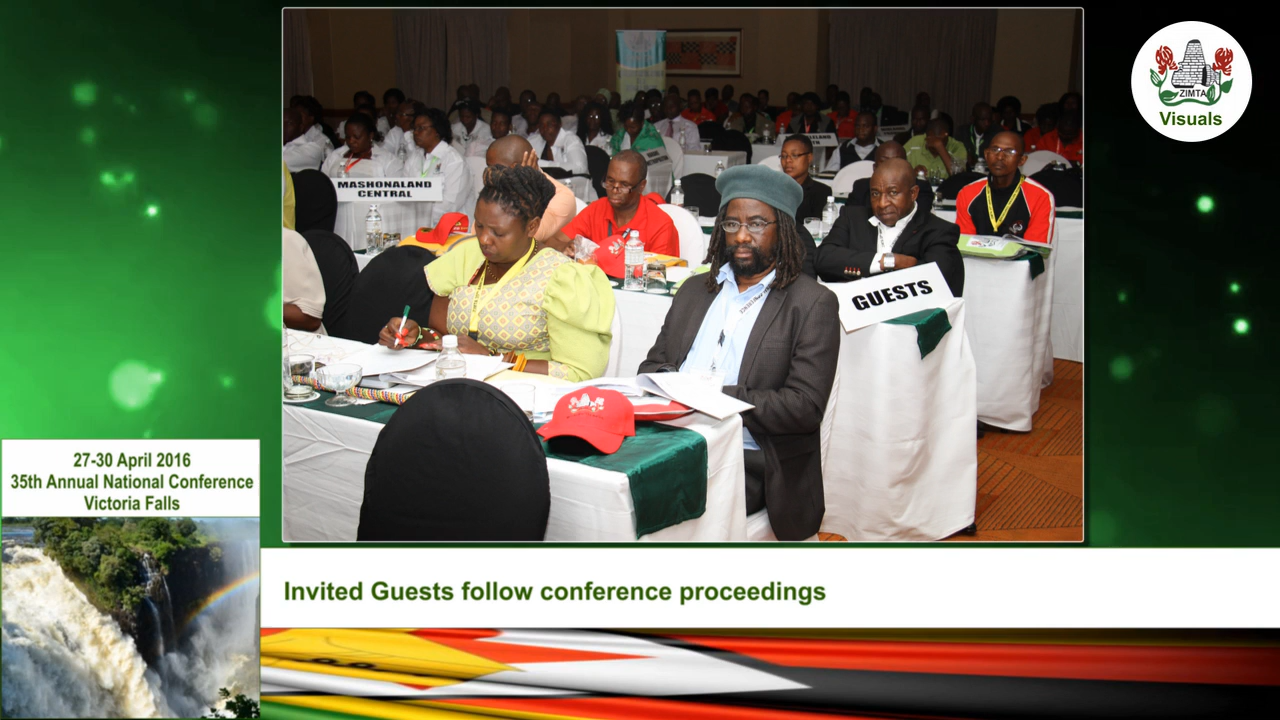 ZIMTA
Visuals
MASHONALAND
CENTRAL
GUESTS
27-30 April 2016
35th Annual National Conference
Victoria Falls
Invited Guests follow conference proceedings